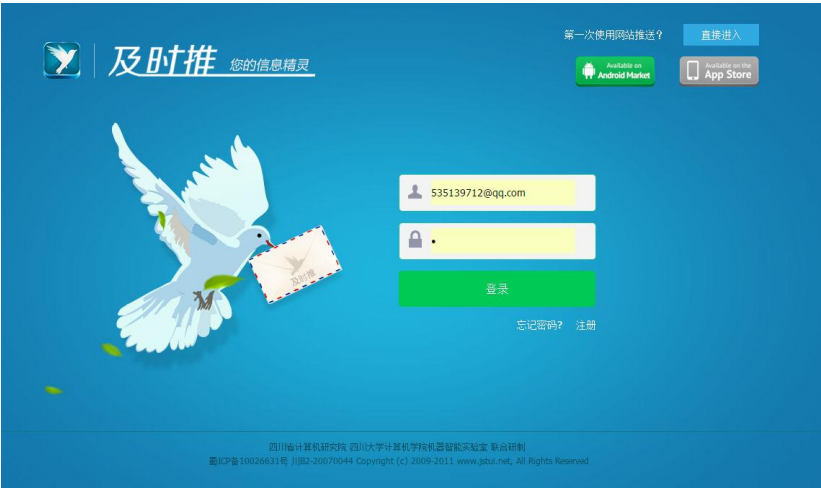 第一次使用网站推送?
直接进入
及时推 您的信息精灵
Available on
Android Market
Available on the
App Store
535139712@qq.com
及时推
•
登录
忘记密码? 注册
四川省计算机研究院 四川大学计算机学院机器智能实验室 联合研制
蜀ICP备10026631号 川B2-20070044 Copyright (c) 2009-2011 www.jstui.net, All Rights Reserved